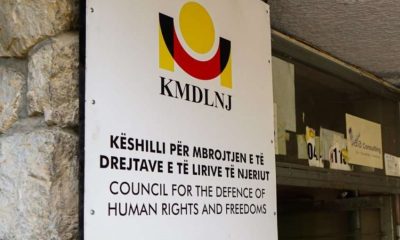 KMDLNJ
KËSHILLI PËR MBROJTJEN E TË
DREJTAVE E TË LIRIVE TË NJERIUT
COUNCIL FOR THE DEFENCE OF
HUMAN RIGHTS AND FREEDOMS
Consulting